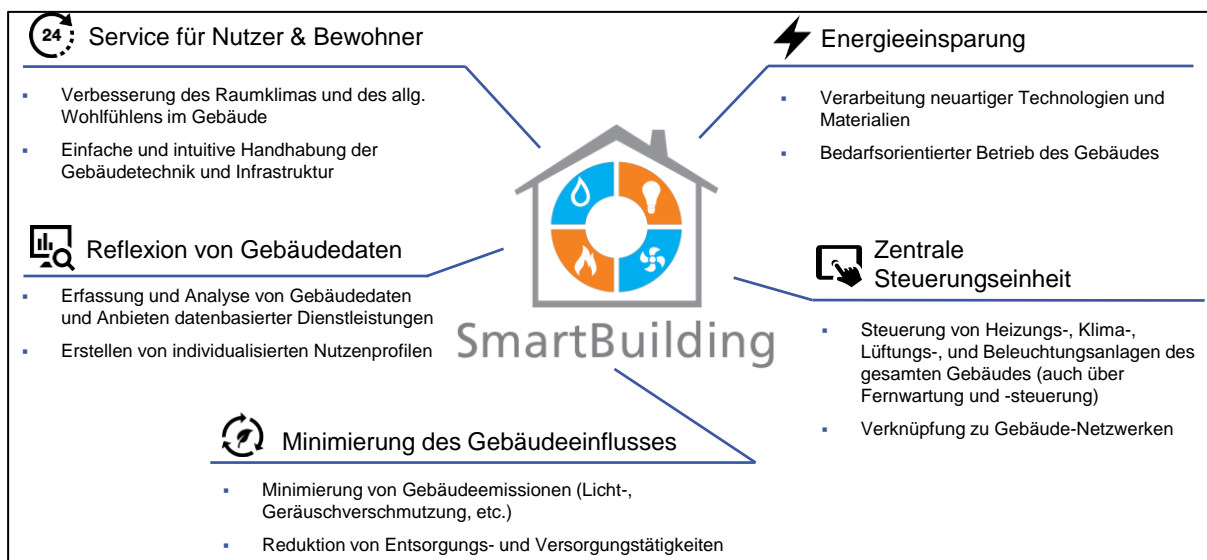 24
Service für Nutzer & Bewohner
▪ Verbesserung des Raumklimas und des allg.
Wohlfühlens im Gebäude
▪ Einfache und intuitive Handhabung der
Gebäudetechnik und Infrastruktur
Energieeinsparung
▪ Verarbeitung neuartiger Technologien und
Materialien
▪ Bedarfsorientierter Betrieb des Gebäudes
Reflexion von Gebäudedaten
▪ Erfassung und Analyse von Gebäudedaten
und Anbieten datenbasierter Dienstleistungen
▪ Erstellen von individualisierten Nutzenprofilen
SmartBuilding
Zentrale
Steuerungseinheit
▪ Steuerung von Heizungs-, Klima-,
Lüftungs-, und Beleuchtungsanlagen des
gesamten Gebäudes (auch über
Fernwartung und -steuerung)
▪ Verknüpfung zu Gebäude-Netzwerken
Minimierung des Gebäudeeinflusses
▪ Minimierung von Gebäudeemissionen (Licht-,
Geräuschverschmutzung, etc.)
▪ Reduktion von Entsorgungs- und Versorgungstätigkeiten